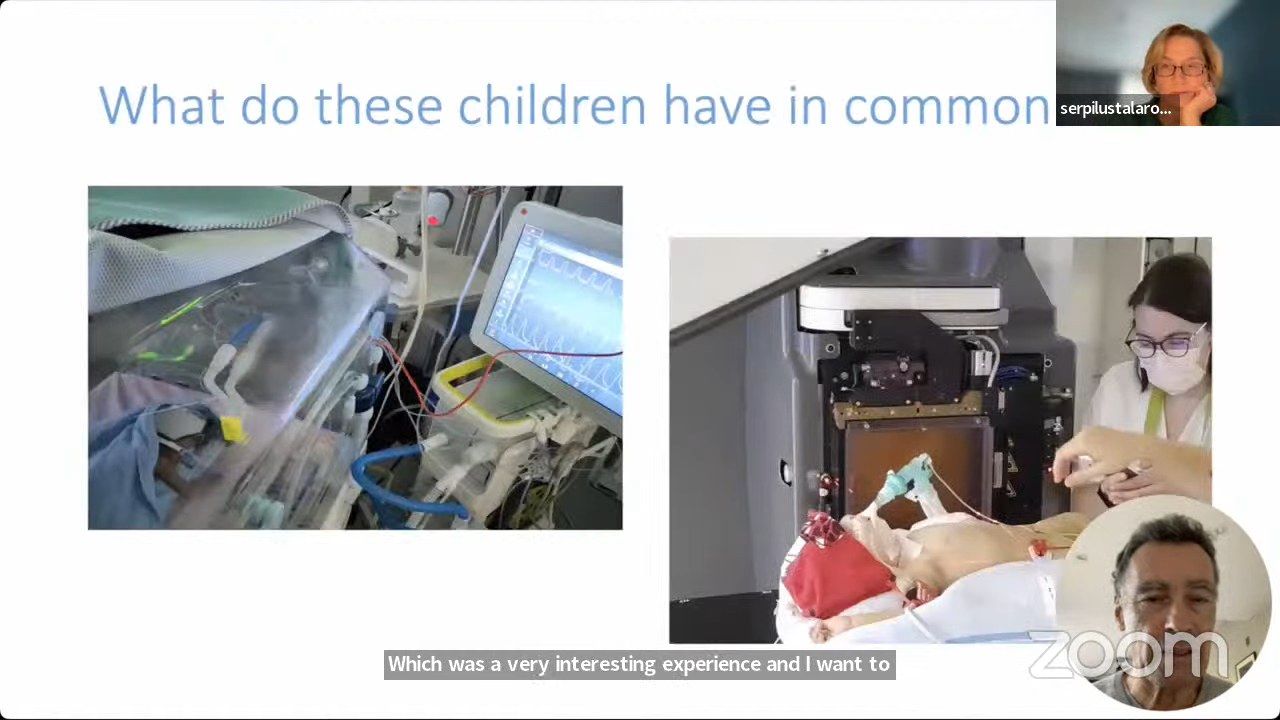 What do these children have in common
serpilustalaro...
zoom
Which was a very interesting experience and I want to